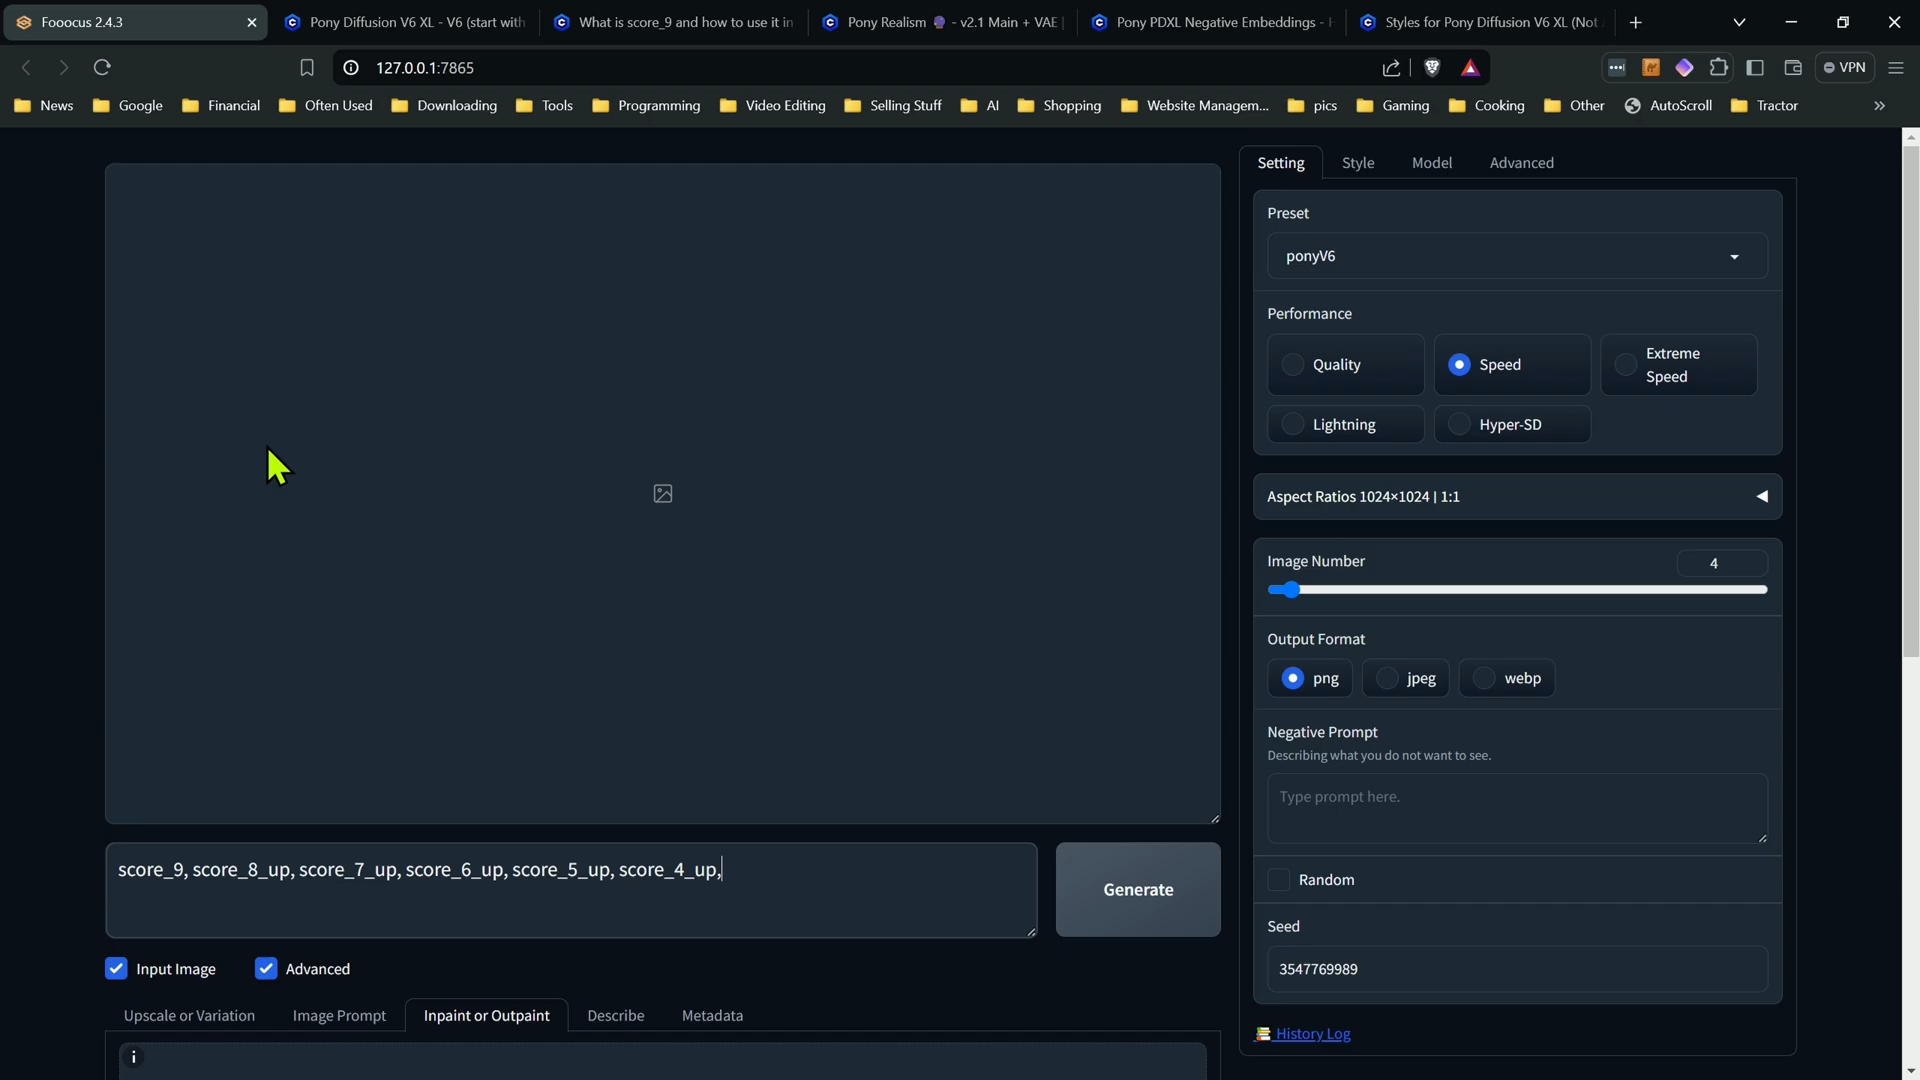 Fooocus 2.4.3
Pony Diffusion V6 XL - V6 (start with
What is score_9 and how to use it in
Pony Realism 🔮 - v2.1 Main + VAE
Pony PDXL Negative Embeddings -
Styles for Pony Diffusion V6 XL (Not
127.0.0.1:7865
VPN
News
Google
Financial
Often Used
Downloading
Tools
Programming
Video Editing
Selling Stuff
AI
Shopping
Website Managem...
pics
Gaming
Cooking
Other
AutoScroll
Tractor
»
Setting
Style
Model
Advanced
Preset
ponyV6
Performance
Quality
Speed
Extreme
Speed
Lightning
Hyper-SD
Aspect Ratios 1024×1024 | 1:1
Image Number
4
Output Format
png
jpeg
webp
Negative Prompt
Describing what you do not want to see.
Type prompt here.
score_9, score_8_up, score_7_up, score_6_up, score_5_up, score_4_up,
Generate
Random
Seed
3547769989
Input Image
Advanced
Upscale or Variation
Image Prompt
Inpaint or Outpaint
Describe
Metadata
📚 History Log